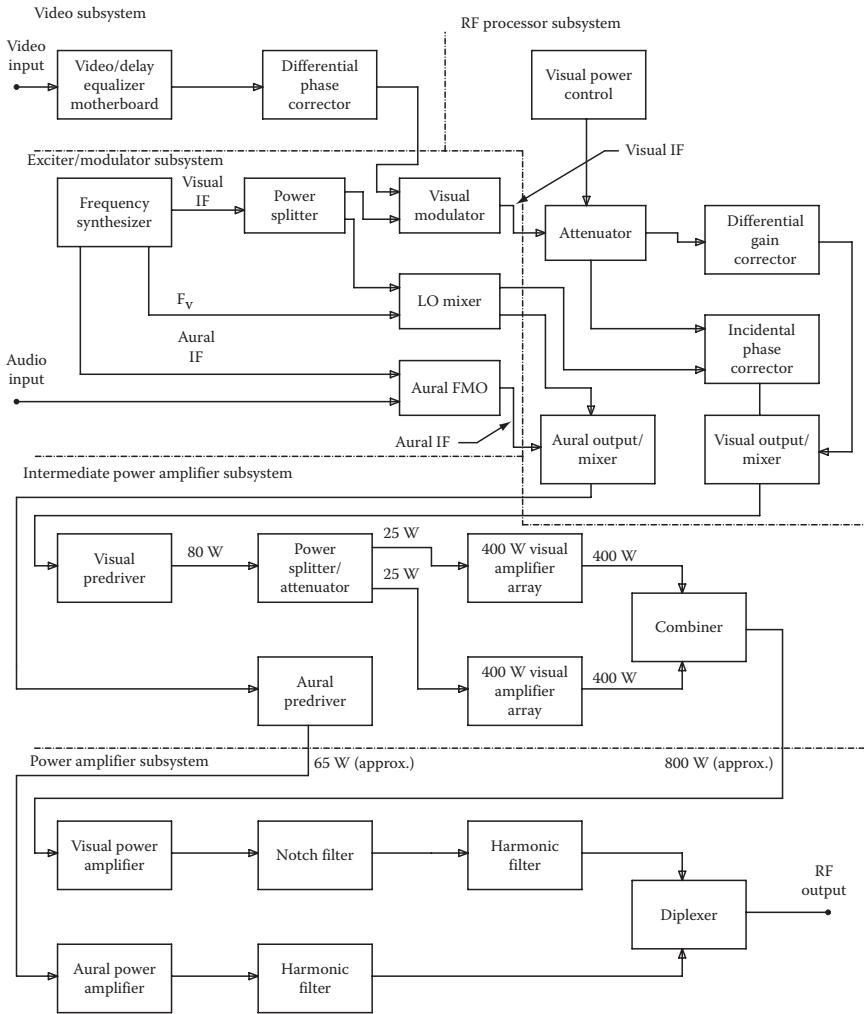 Video subsystem
RF processor subsystem
Video
input
Video/delay
equalizer
motherboard
Differential
phase
corrector
Visual power
control
Exciter/modulator subsystem
Visual IF
Frequency
synthesizer
Visual
IF
Power
splitter
Visual
modulator
Attenuator
Differential
gain
corrector
Fv
LO mixer
Aural
IF
Incidental
phase
corrector
Audio
input
Aural FMO
Aural IF
Aural output/
mixer
Visual output/
mixer
Intermediate power amplifier subsystem
Visual
predriver
80 W
Power
splitter/
attenuator
25 W
25 W
400 W visual
amplifier
array
400 W
Combiner
Aural
predriver
400 W visual
amplifier
array
400 W
Power amplifier subsystem
65 W (approx.)
800 W (approx.)
Visual power
amplifier
Notch filter
Harmonic
filter
RF
output
Diplexer
Aural power
amplifier
Harmonic
filter